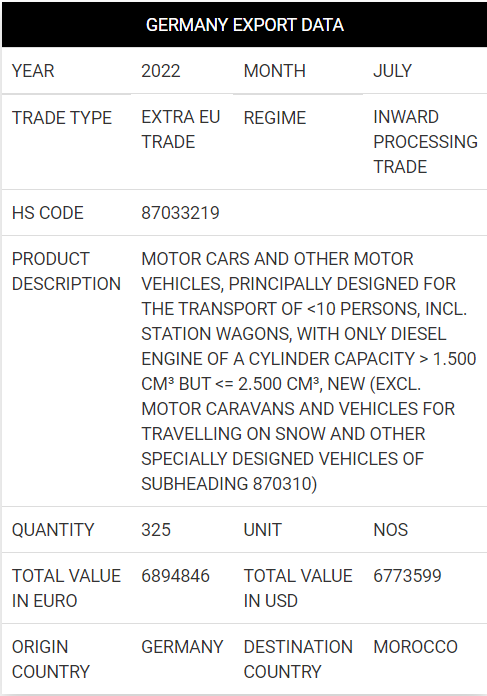 GERMANY EXPORT DATA
YEAR 2022 MONTH JULY
TRADE TYPE EXTRA EU TRADE REGIME INWARD PROCESSING TRADE
HS CODE 87033219
PRODUCT DESCRIPTION
MOTOR CARS AND OTHER MOTOR
VEHICLES, PRINCIPALLY DESIGNED FOR
THE TRANSPORT OF <10 PERSONS, INCL.
STATION WAGONS, WITH ONLY DIESEL
ENGINE OF A CYLINDER CAPACITY > 1.500
CM³ BUT <= 2.500 CM³, NEW (EXCL.
MOTOR CARAVANS AND VEHICLES FOR
TRAVELLING ON SNOW AND OTHER
SPECIALLY DESIGNED VEHICLES OF
SUBHEADING 870310)
QUANTITY 325 UNIT NOS
TOTAL VALUE IN EURO 6894846 TOTAL VALUE IN USD 6773599
ORIGIN COUNTRY GERMANY DESTINATION COUNTRY MOROCCO